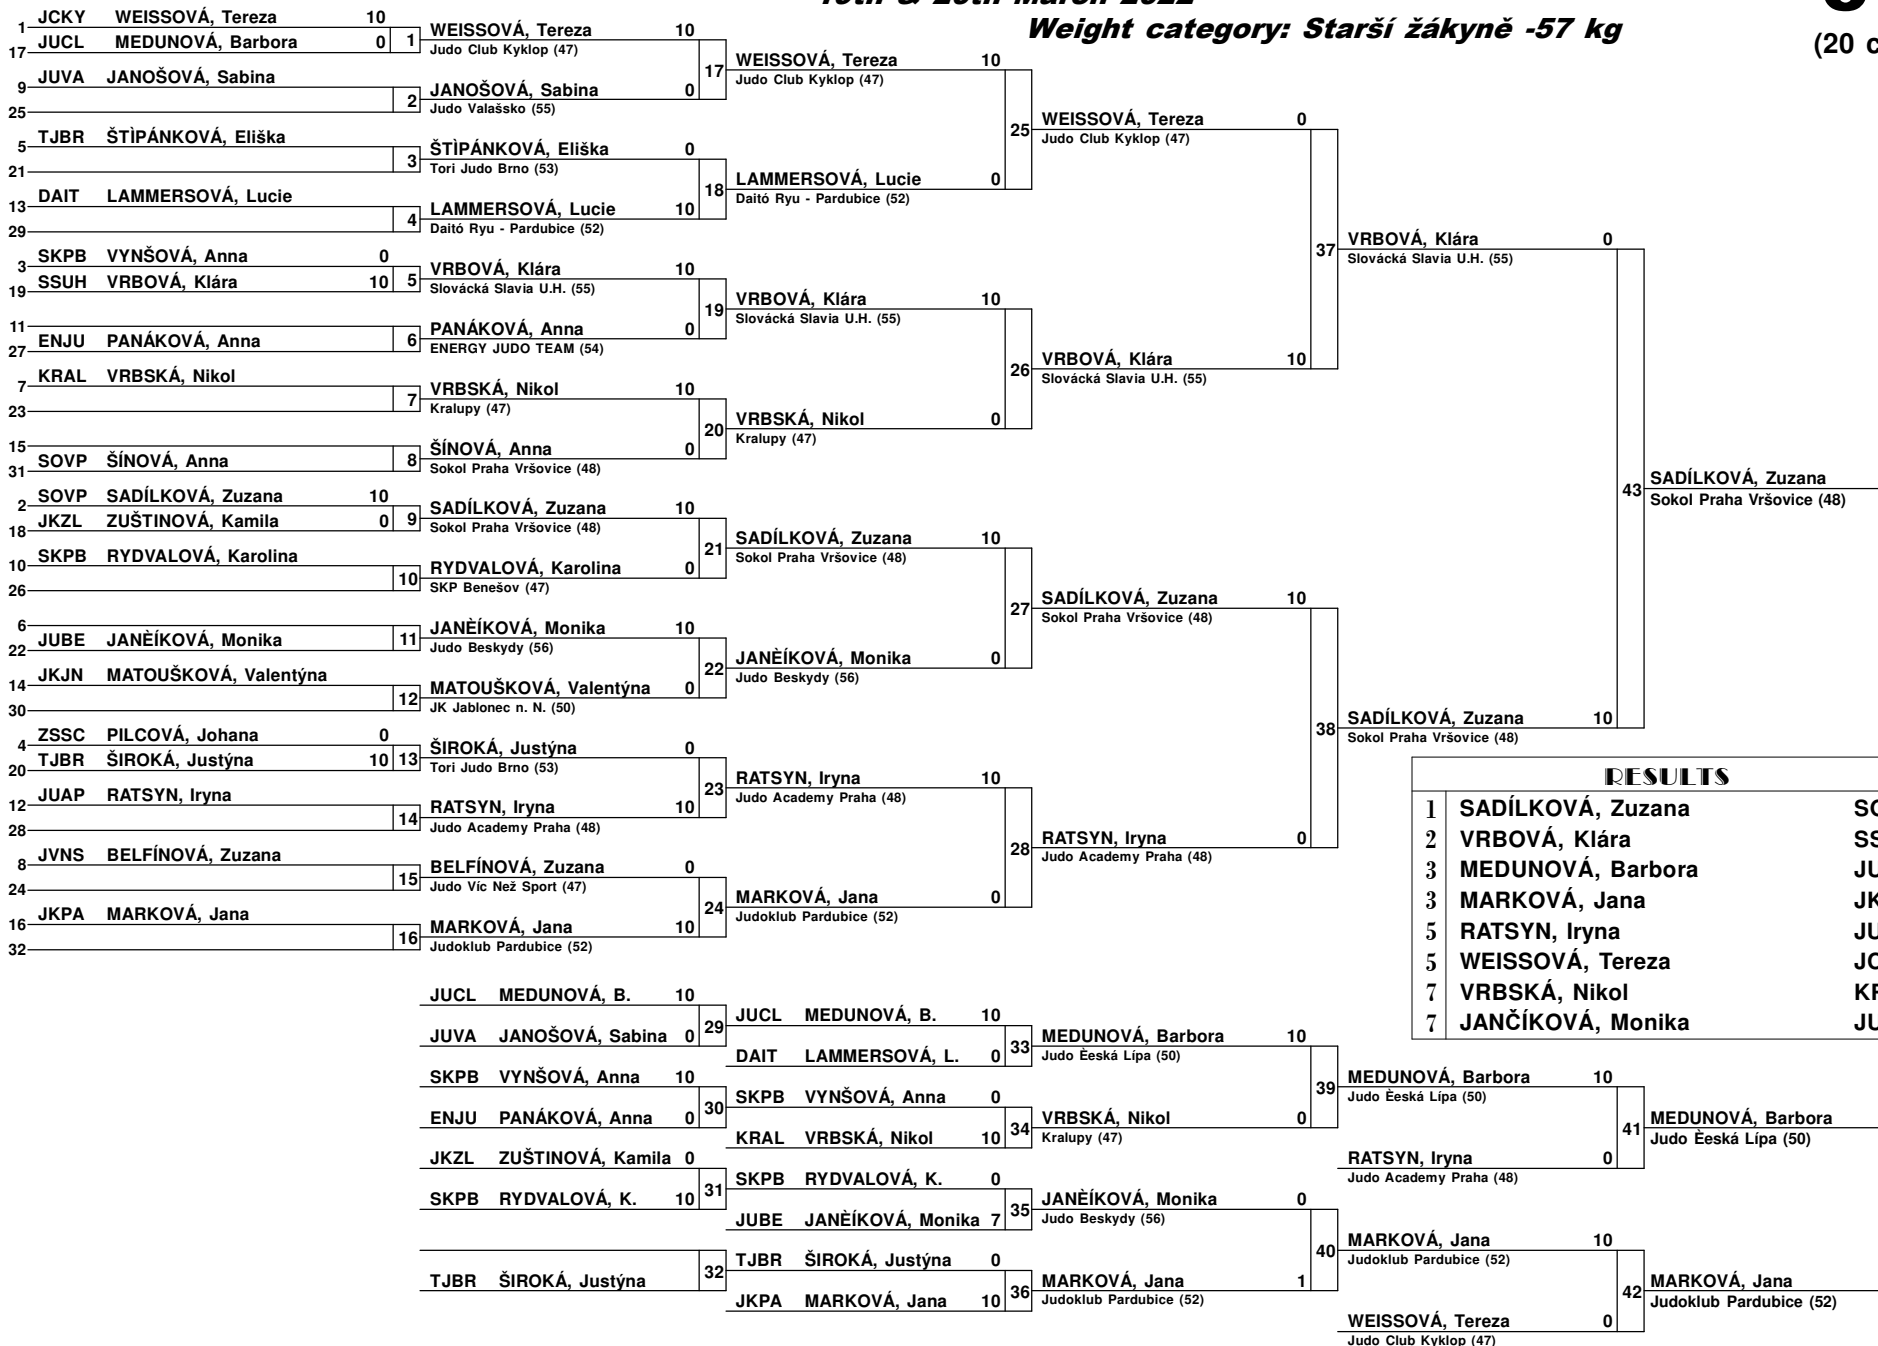 Weight category: Starší žákyně -57 kg
(20 c
1 JCKY WEISSOVÁ, Tereza 10
17 JUCL MEDUNOVÁ, Barbora 0 1
9 JUVA JANOŠOVÁ, Sabina
25 2
5 TJBR ŠTÌPÁNKOVÁ, Eliška
21 3
13 DAIT LAMMERSOVÁ, Lucie
29 4
3 SKPB VYNŠOVÁ, Anna 0
19 SSUH VRBOVÁ, Klára 10 5
11
27 ENJU PANÁKOVÁ, Anna 6
7 KRAL VRBSKÁ, Nikol
23 7
15
31 SOVP ŠÍNOVÁ, Anna 8
2 SOVP SADÍLKOVÁ, Zuzana 10
18 JKZL ZUŠTINOVÁ, Kamila 0 9
10 SKPB RYDVALOVÁ, Karolina
26 10
6
22 JUBE JANÈÍKOVÁ, Monika 11
14 JKJN MATOUŠKOVÁ, Valentýna
30 12
4 ZSSC PILCOVÁ, Johana 0
20 TJBR ŠIROKÁ, Justýna 10 13
12 JUAP RATSYN, Iryna
28 14
8 JVNS BELFÍNOVÁ, Zuzana
24 15
16 JKPA MARKOVÁ, Jana
32 16
WEISSOVÁ, Tereza 10
Judo Club Kyklop (47)
17
JANOŠOVÁ, Sabina 0
Judo Valašsko (55)
ŠTÌPÁNKOVÁ, Eliška 0
Tori Judo Brno (53)
18
LAMMERSOVÁ, Lucie 10
Daitó Ryu - Pardubice (52)
VRBOVÁ, Klára 10
Slovácká Slavia U.H. (55)
19
PANÁKOVÁ, Anna 0
ENERGY JUDO TEAM (54)
VRBSKÁ, Nikol 10
Kralupy (47)
20
ŠÍNOVÁ, Anna 0
Sokol Praha Vršovice (48)
SADÍLKOVÁ, Zuzana 10
Sokol Praha Vršovice (48)
21
RYDVALOVÁ, Karolina 0
SKP Benešov (47)
JANÈÍKOVÁ, Monika 10
Judo Beskydy (56)
22
MATOUŠKOVÁ, Valentýna 0
JK Jablonec n. N. (50)
ŠIROKÁ, Justýna 0
Tori Judo Brno (53)
23
RATSYN, Iryna 10
Judo Academy Praha (48)
BELFÍNOVÁ, Zuzana 0
Judo Víc Než Sport (47)
24
MARKOVÁ, Jana 10
Judoklub Pardubice (52)
WEISSOVÁ, Tereza 10
Judo Club Kyklop (47)
25
LAMMERSOVÁ, Lucie 0
Daitó Ryu - Pardubice (52)
VRBOVÁ, Klára 10
Slovácká Slavia U.H. (55)
26
VRBSKÁ, Nikol 0
Kralupy (47)
SADÍLKOVÁ, Zuzana 10
Sokol Praha Vršovice (48)
27
JANÈÍKOVÁ, Monika 0
Judo Beskydy (56)
RATSYN, Iryna 10
Judo Academy Praha (48)
28
MARKOVÁ, Jana 0
Judoklub Pardubice (52)
WEISSOVÁ, Tereza 0
Judo Club Kyklop (47)
37
VRBOVÁ, Klára 10
Slovácká Slavia U.H. (55)
SADÍLKOVÁ, Zuzana 10
Sokol Praha Vršovice (48)
38
RATSYN, Iryna 0
Judo Academy Praha (48)
VRBOVÁ, Klára 0
Slovácká Slavia U.H. (55)
43
SADÍLKOVÁ, Zuzana 10
Sokol Praha Vršovice (48)
SADÍLKOVÁ, Zuzana
Sokol Praha Vršovice (48)
RESULTS
1 SADÍLKOVÁ, Zuzana SO
2 VRBOVÁ, Klára SS
3 MEDUNOVÁ, Barbora JU
3 MARKOVÁ, Jana JK
5 RATSYN, Iryna JU
5 WEISSOVÁ, Tereza JC
7 VRBSKÁ, Nikol KR
7 JANČÍKOVÁ, Monika JU
JUCL MEDUNOVÁ, B. 10
29
JUVA JANOŠOVÁ, Sabina 0
SKPB VYNŠOVÁ, Anna 10
30
ENJU PANÁKOVÁ, Anna 0
JKZL ZUŠTINOVÁ, Kamila 0
31
SKPB RYDVALOVÁ, K. 10
32
TJBR ŠIROKÁ, Justýna
JUCL MEDUNOVÁ, B. 10
DAIT LAMMERSOVÁ, L. 0 33
SKPB VYNŠOVÁ, Anna 0
KRAL VRBSKÁ, Nikol 10 34
SKPB RYDVALOVÁ, K. 0
JUBE JANÈÍKOVÁ, Monika 7 35
TJBR ŠIROKÁ, Justýna 0
JKPA MARKOVÁ, Jana 10 36
MEDUNOVÁ, Barbora 10
Judo Èeská Lípa (50)
39
VRBSKÁ, Nikol 0
Kralupy (47)
JANÈÍKOVÁ, Monika 0
Judo Beskydy (56)
40
MARKOVÁ, Jana 1
Judoklub Pardubice (52)
MEDUNOVÁ, Barbora 10
Judo Èeská Lípa (50)
41
RATSYN, Iryna 0
Judo Academy Praha (48)
MARKOVÁ, Jana 10
Judoklub Pardubice (52)
42
WEISSOVÁ, Tereza 0
Judo Club Kyklop (47)
MEDUNOVÁ, Barbora
Judo Èeská Lípa (50)
MARKOVÁ, Jana
Judoklub Pardubice (52)